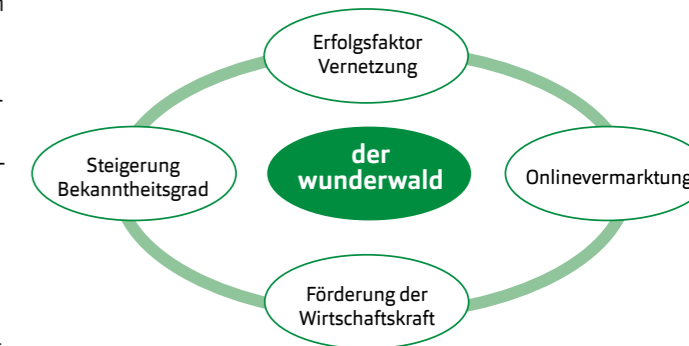 Erfolgsfaktor
Vernetzung
Steigerung
Bekanntheitsgrad
der
wunderwald
Onlinevermarktung
Förderung der
Wirtschaftskraft